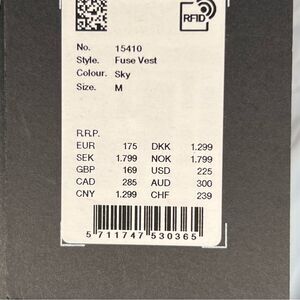 RFID
No. 15410
Style. Fuse Vest
Colour. Sky
Size. M
R.R.P.
EUR 175 DKK 1.299
SEK 1.799 NOK 1.799
GBP 169 USD 225
CAD 285 AUD 300
CNY 1.299 CHF 239
5 711747 530365